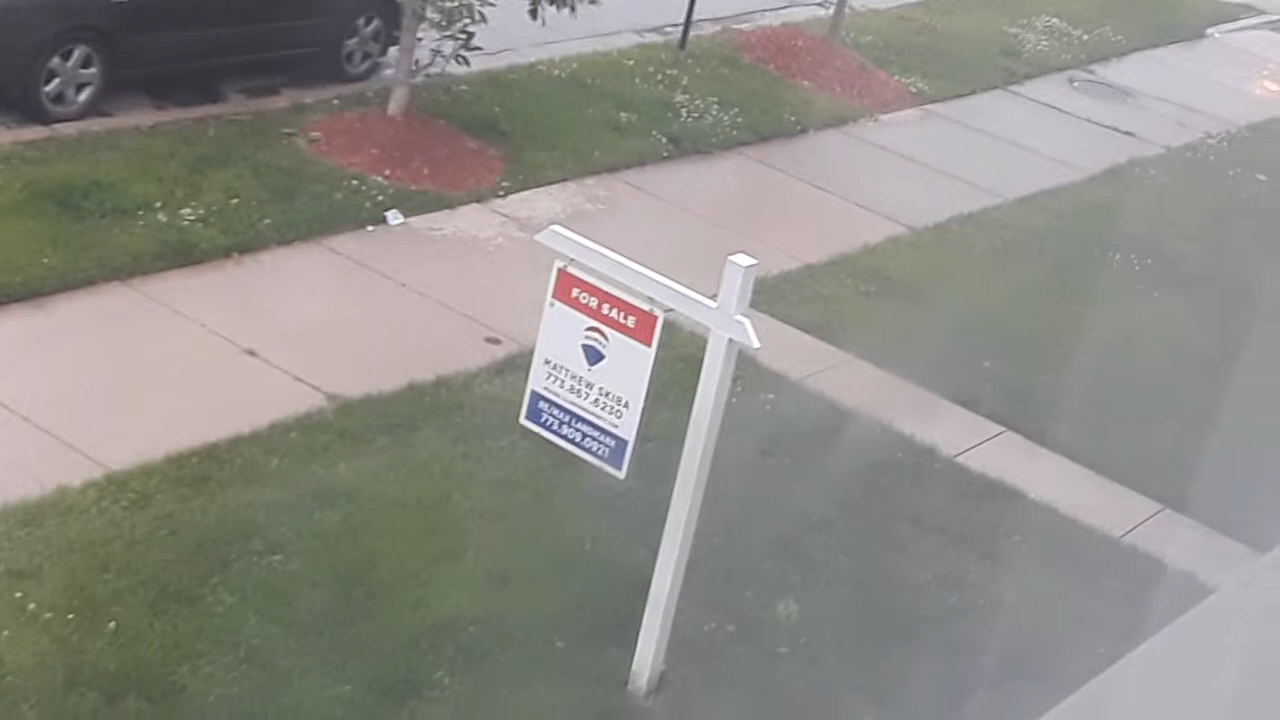 FOR SALE
MATTHEW SKIBA
773.867.6230
RE/MAX LANDMARK
773.909.0921